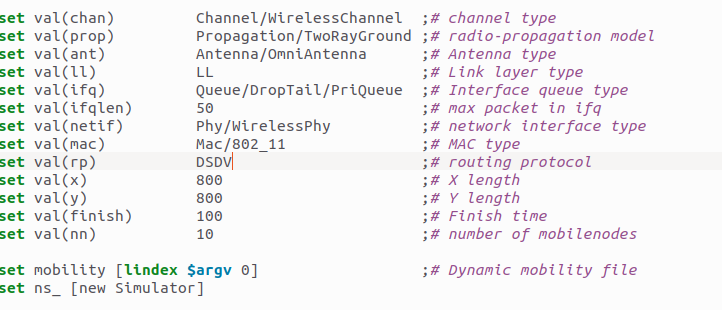 set val(chan) Channel/WirelessChannel ;# channel type
set val(prop) Propagation/TwoRayGround ;# radio-propagation model
set val(ant) Antenna/OmniAntenna ;# Antenna type
set val(ll) LL ;# Link layer type
set val(ifq) Queue/DropTail/PriQueue ;# Interface queue type
set val(ifqlen) 50 ;# max packet in ifq
set val(netif) Phy/WirelessPhy ;# network interface type
set val(mac) Mac/802_11 ;# MAC type
set val(rp) DSDV ;# routing protocol
set val(x) 800 ;# X length
set val(y) 800 ;# Y length
set val(finish) 100 ;# Finish time
set val(nn) 10 ;# number of mobilenodes
set mobility [lindex $argv 0] ;# Dynamic mobility file
set ns_ [new Simulator]